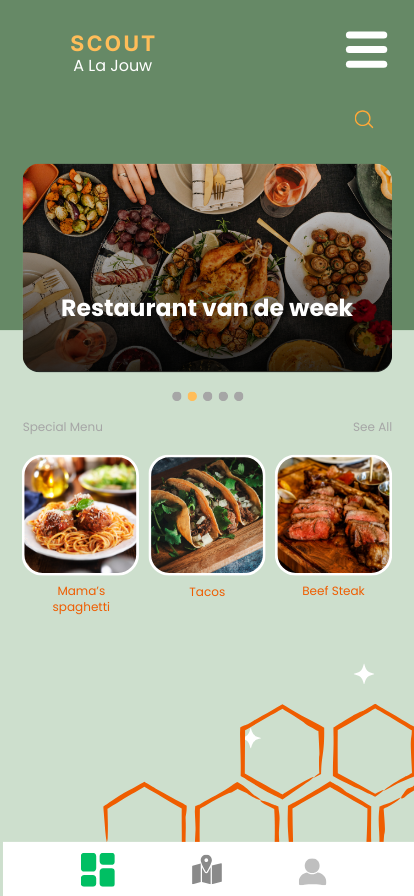 SCOUT
A La Jouw
Restaurant van de week
Special Menu
See All
Mama's
spaghetti
Tacos
Beef Steak